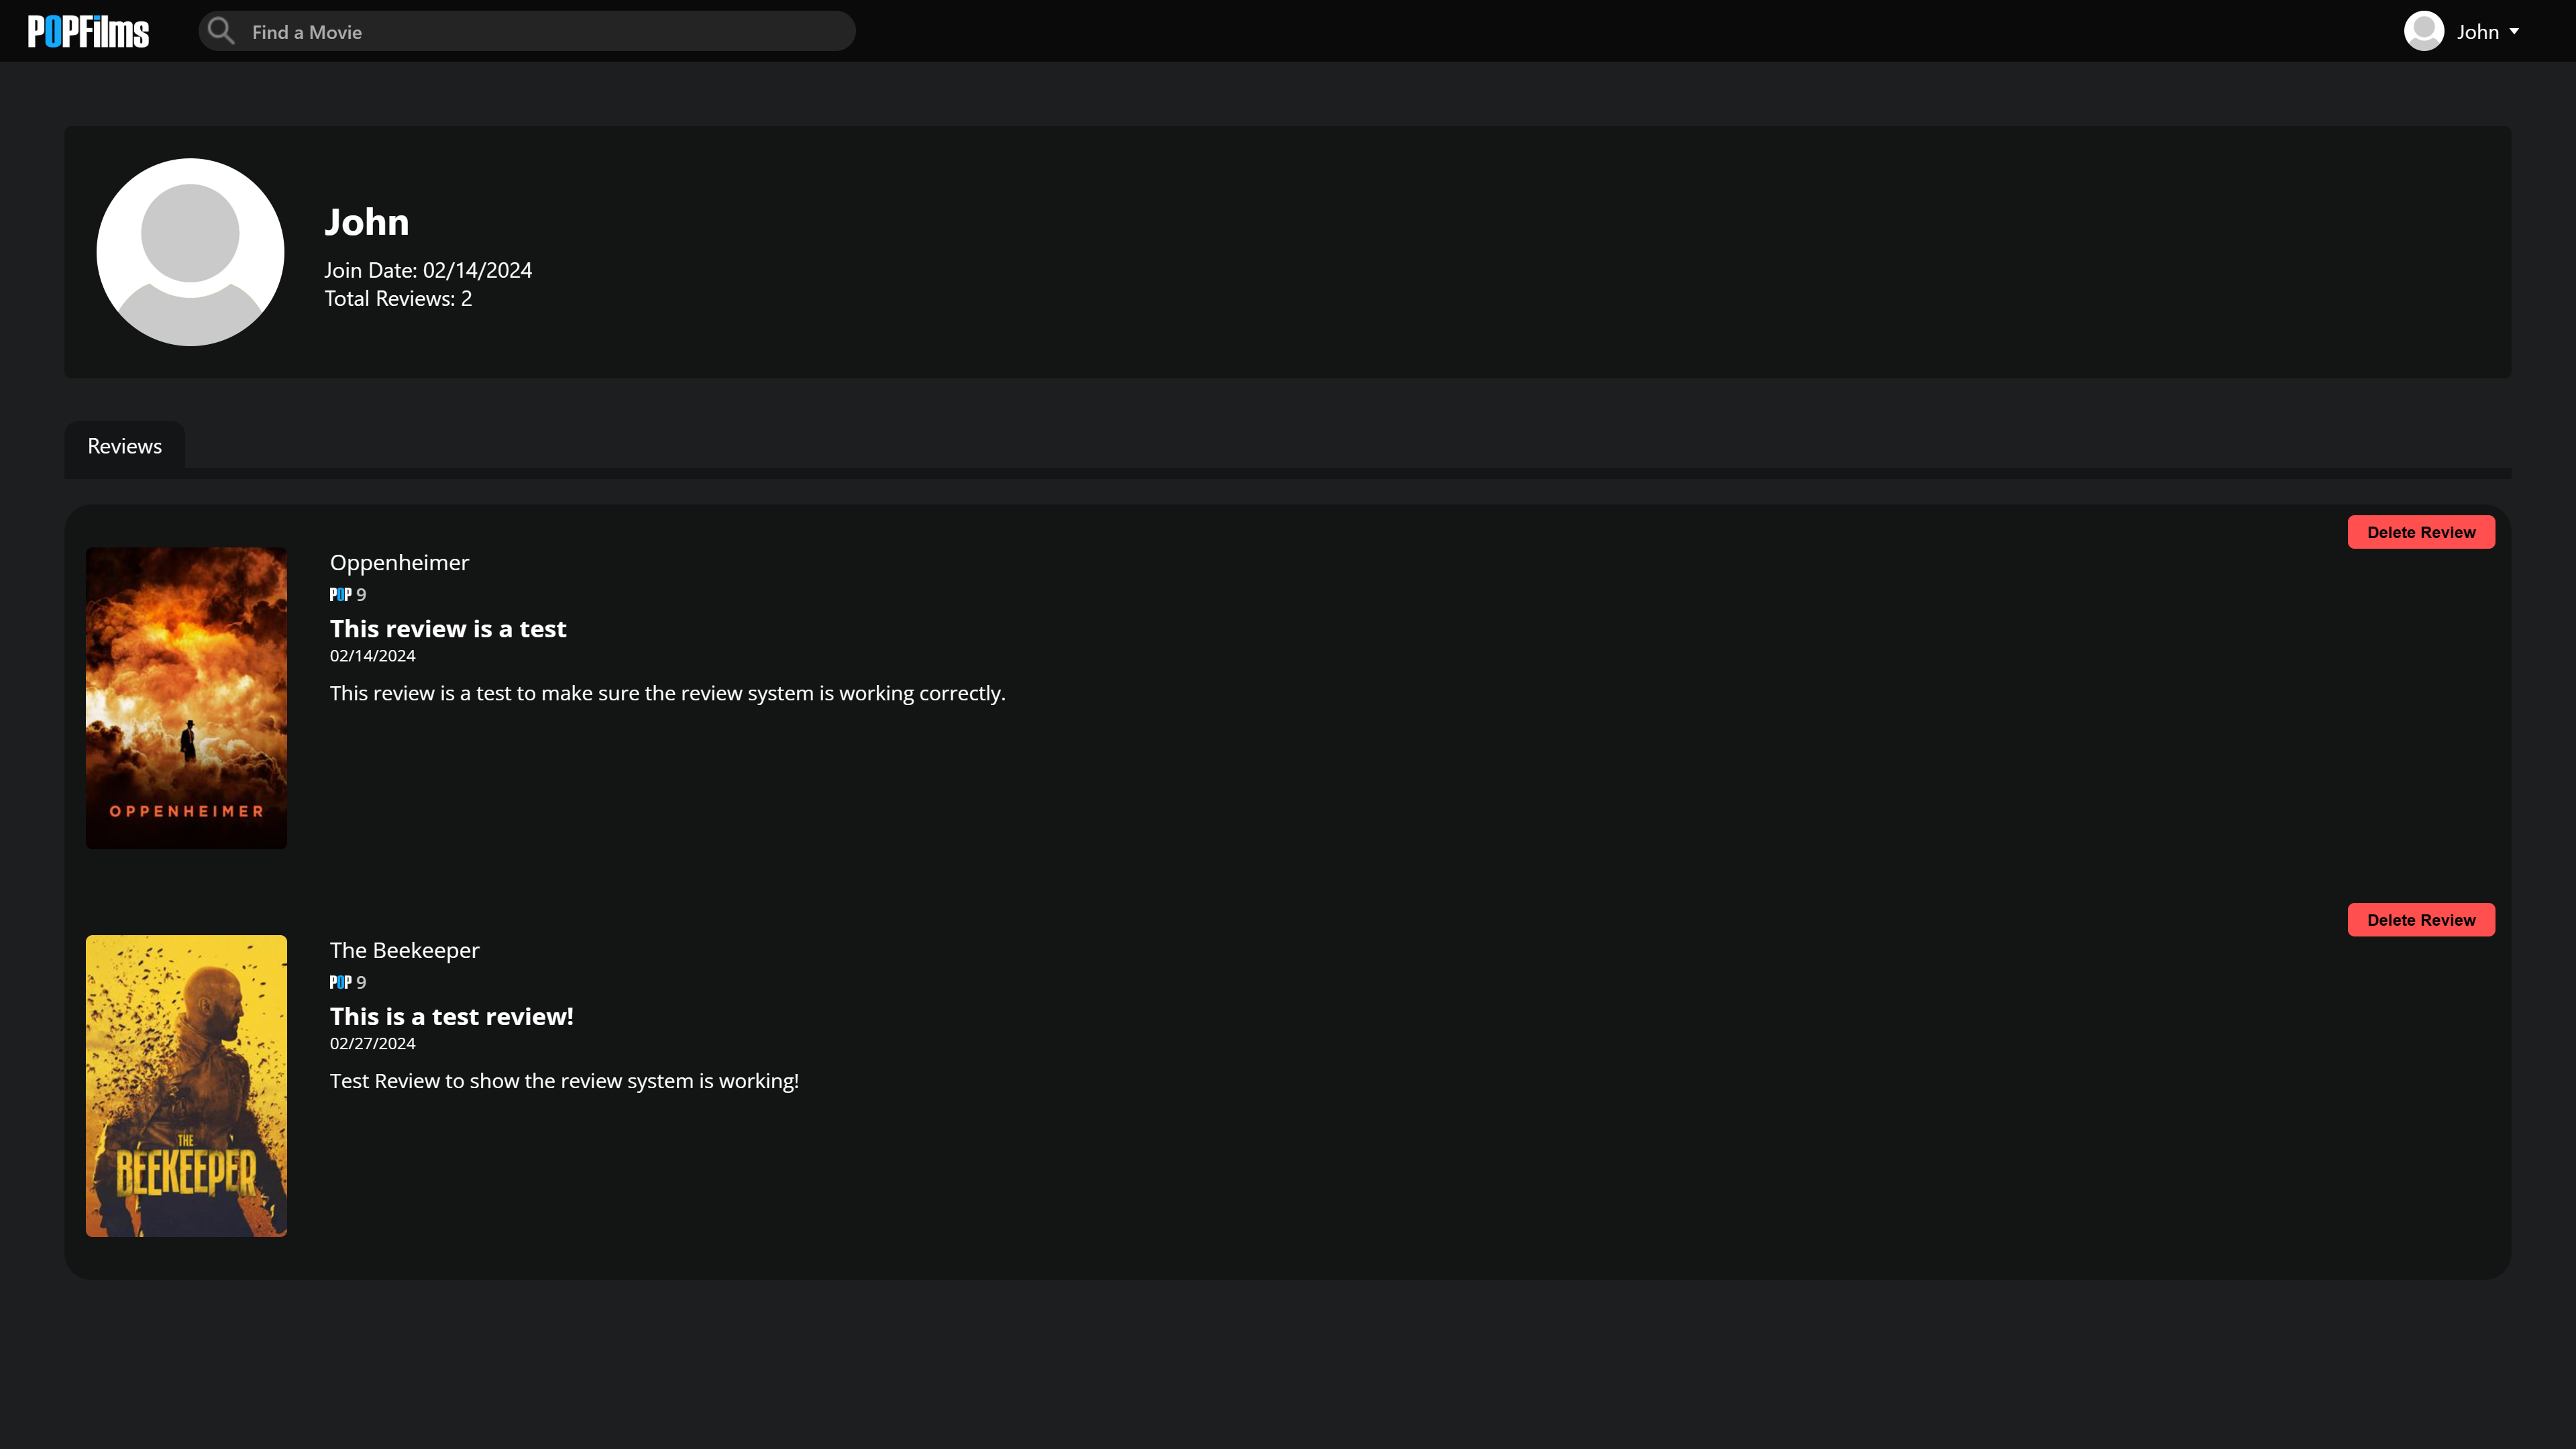 POPFilms
Find a Movie
John
John
Join Date: 02/14/2024
Total Reviews: 2
Reviews
Delete Review
Oppenheimer
POP 9
This review is a test
02/14/2024
This review is a test to make sure the review system is working correctly.
OPPENHEIMER
Delete Review
The Beekeeper
POP 9
This is a test review!
02/27/2024
Test Review to show the review system is working!
THE
BEEKEEPER